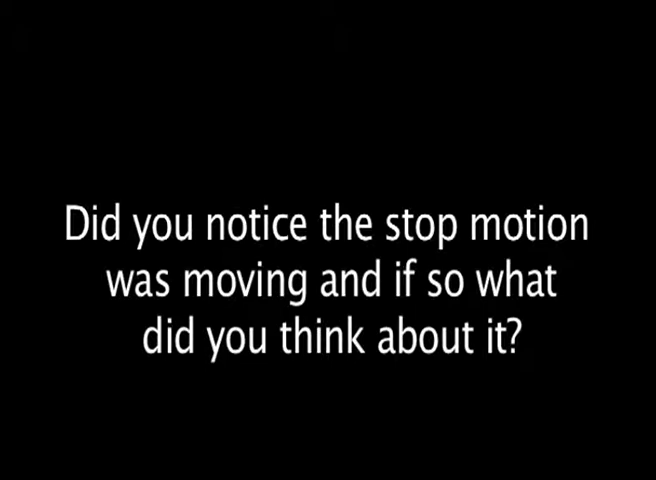 Did you notice the stop motion
was moving and if so what
did you think about it?